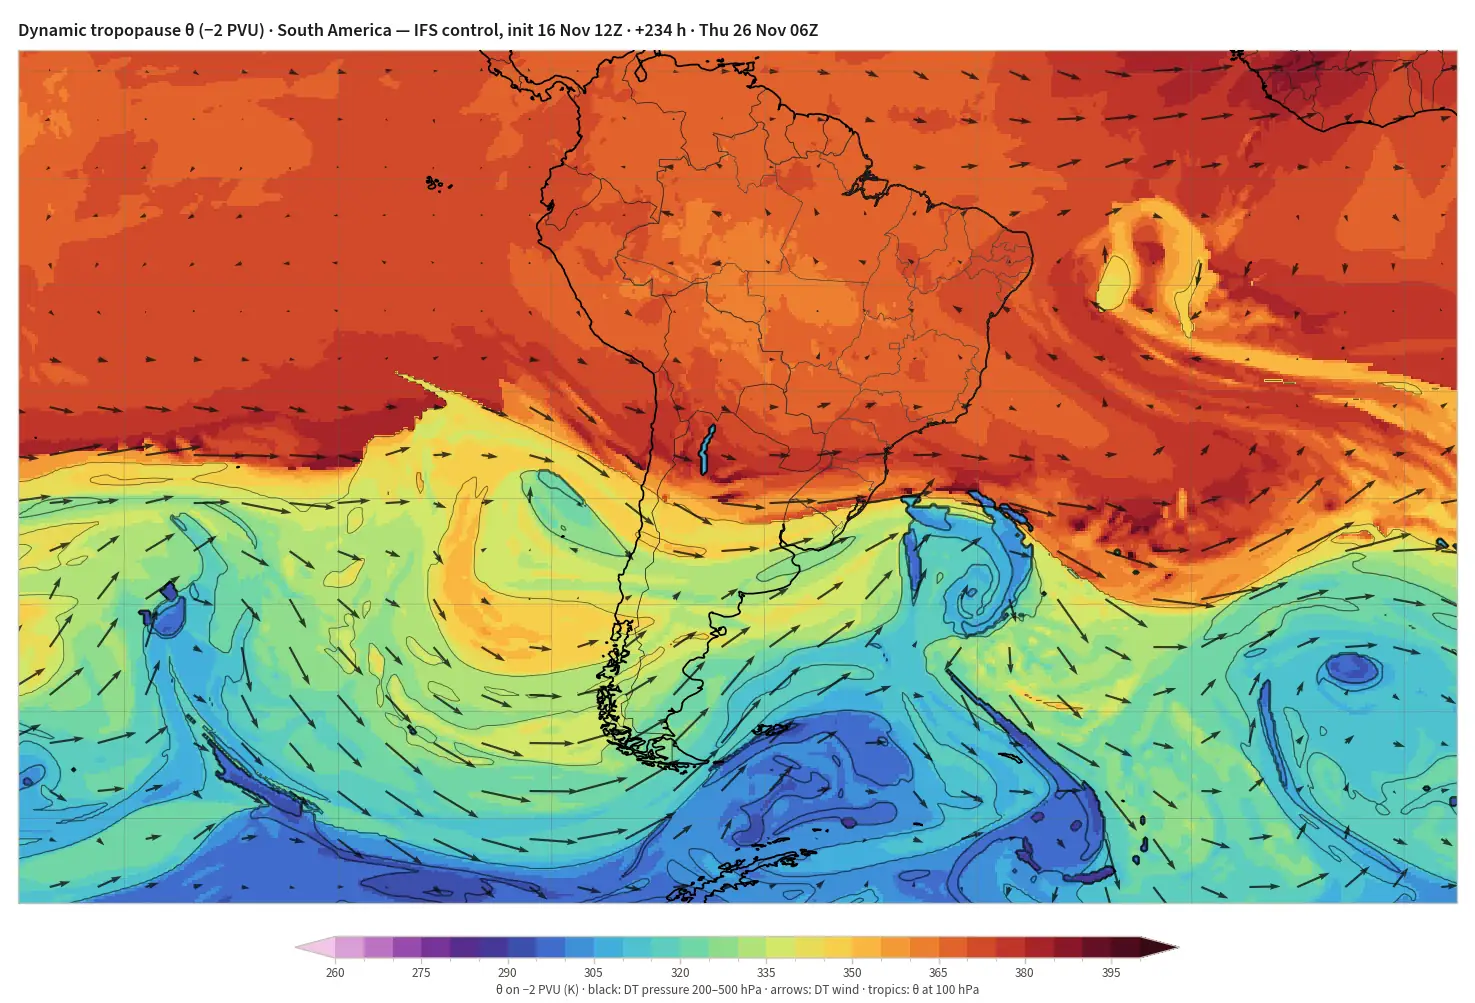 Dynamic tropopause θ (−2 PVU) · South America — IFS control, init 16 Nov 12Z · +234 h · Thu 26 Nov 06Z
260 275 290 305 320 335 350 365 380 395
θ on −2 PVU (K) · black: DT pressure 200–500 hPa · arrows: DT wind · tropics: θ at 100 hPa